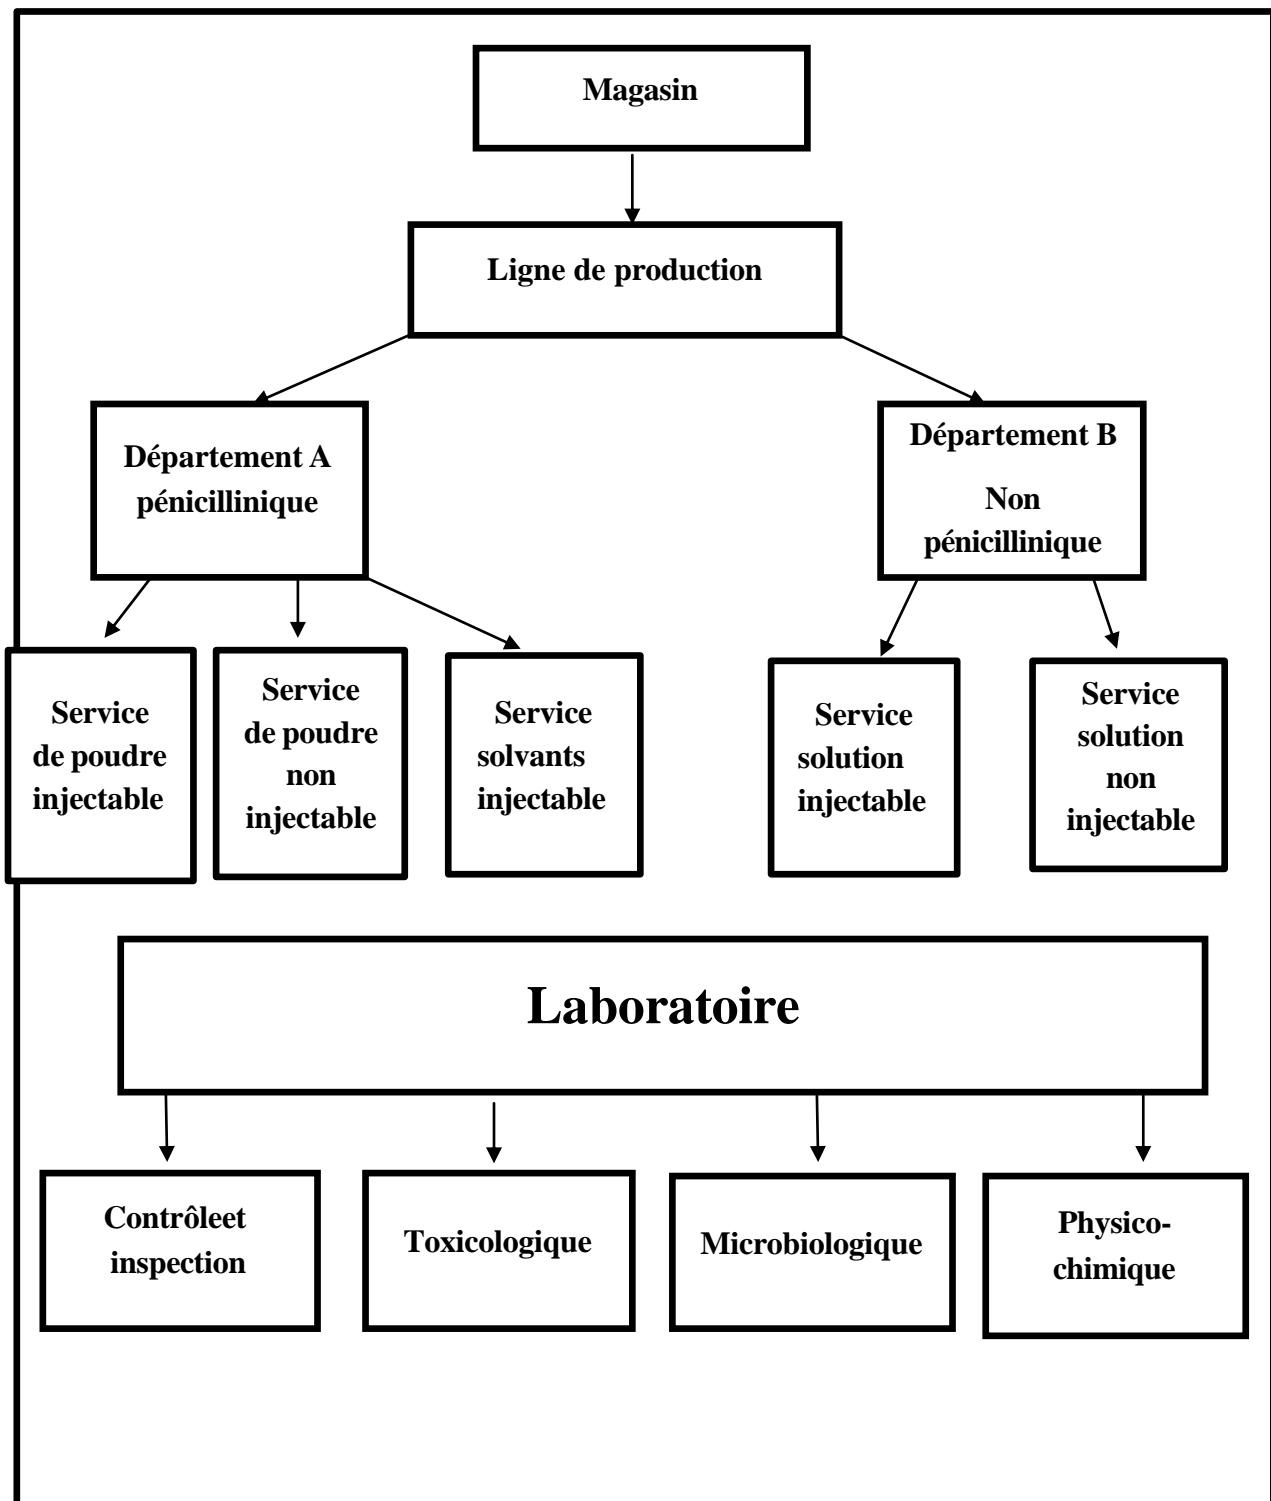 Magasin
Ligne de production
Département A
pénicillinique
Département B
Non
pénicillinique
Service
de poudre
injectable
Service
de poudre
non
injectable
Service
solvants
injectable
Service
solution
injectable
Service
solution
non
injectable
Laboratoire
Contrôleet
inspection
Toxicologique
Microbiologique
Physico-
chimique